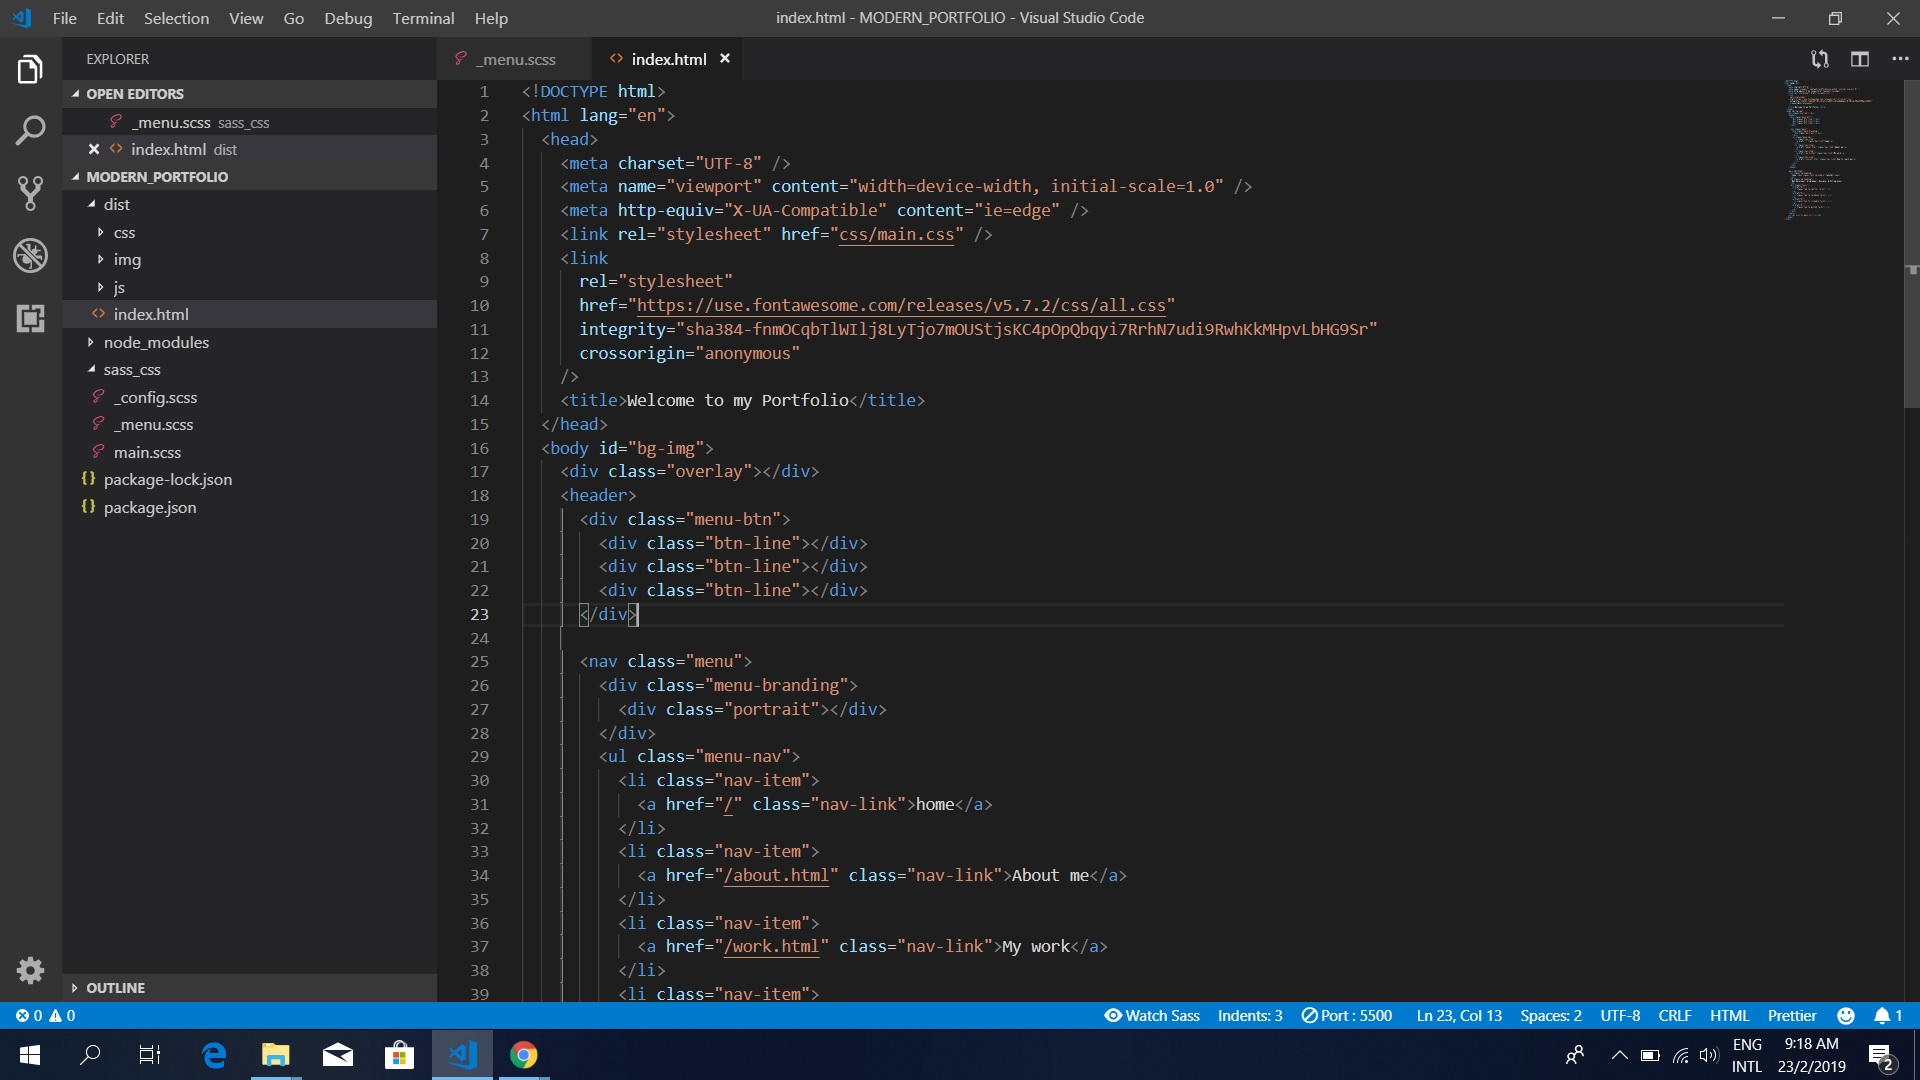 File Edit Selection View Go Debug Terminal Help
index.html - MODERN_PORTFOLIO - Visual Studio Code
EXPLORER
OPEN EDITORS
_menu.scss sass_css
index.html dist
MODERN_PORTFOLIO
dist
css
img
js
index.html
node_modules
sass_css
_config.scss
_menu.scss
main.scss
package-lock.json
package.json
OUTLINE
_menu.scss index.html
1 <!DOCTYPE html>
2 <html lang="en">
3 <head>
4 <meta charset="UTF-8" />
5 <meta name="viewport" content="width=device-width, initial-scale=1.0" />
6 <meta http-equiv="X-UA-Compatible" content="ie=edge" />
7 <link rel="stylesheet" href="css/main.css" />
8 <link
9 rel="stylesheet"
10 href="https://use.fontawesome.com/releases/v5.7.2/css/all.css"
11 integrity="sha384-fnmOCqbTlWIlj8LyTjo7mOUStjsKC4pOpQbqyi7RrhN7udi9RwhKkMHpvLbHG9Sr"
12 crossorigin="anonymous"
13 />
14 <title>Welcome to my Portfolio</title>
15 </head>
16 <body id="bg-img">
17 <div class="overlay"></div>
18 <header>
19 <div class="menu-btn">
20 <div class="btn-line"></div>
21 <div class="btn-line"></div>
22 <div class="btn-line"></div>
23 </div>
24
25 <nav class="menu">
26 <div class="menu-branding">
27 <div class="portrait"></div>
28 </div>
29 <ul class="menu-nav">
30 <li class="nav-item">
31 <a href="/" class="nav-link">home</a>
32 </li>
33 <li class="nav-item">
34 <a href="/about.html" class="nav-link">About me</a>
35 </li>
36 <li class="nav-item">
37 <a href="/work.html" class="nav-link">My work</a>
38 </li>
39 <li class="nav-item">
0 0 Watch Sass Indents: 3 Port : 5500 Ln 23, Col 13 Spaces: 2 UTF-8 CRLF HTML Prettier 1
ENG 9:18 AM
INTL 23/2/2019 2